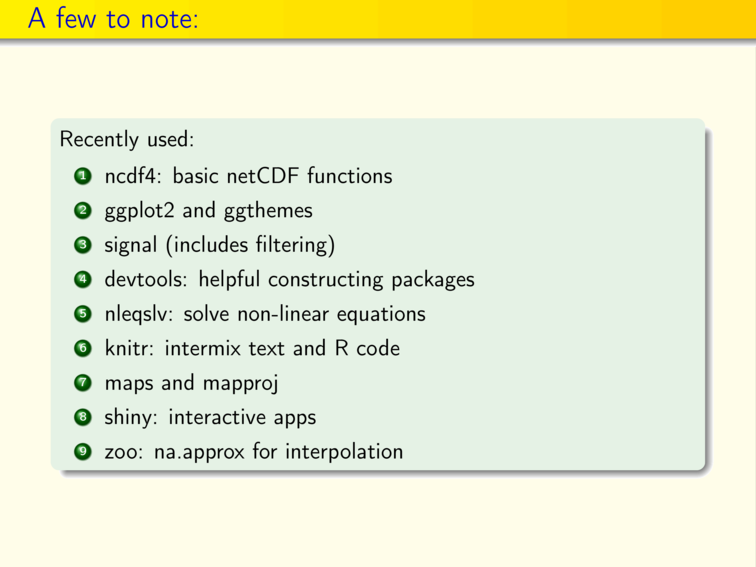 A few to note:
Recently used:
1 ncdf4: basic netCDF functions
2 ggplot2 and ggthemes
3 signal (includes filtering)
4 devtools: helpful constructing packages
5 nleqslv: solve non-linear equations
6 knitr: intermix text and R code
7 maps and mapproj
8 shiny: interactive apps
9 zoo: na.approx for interpolation